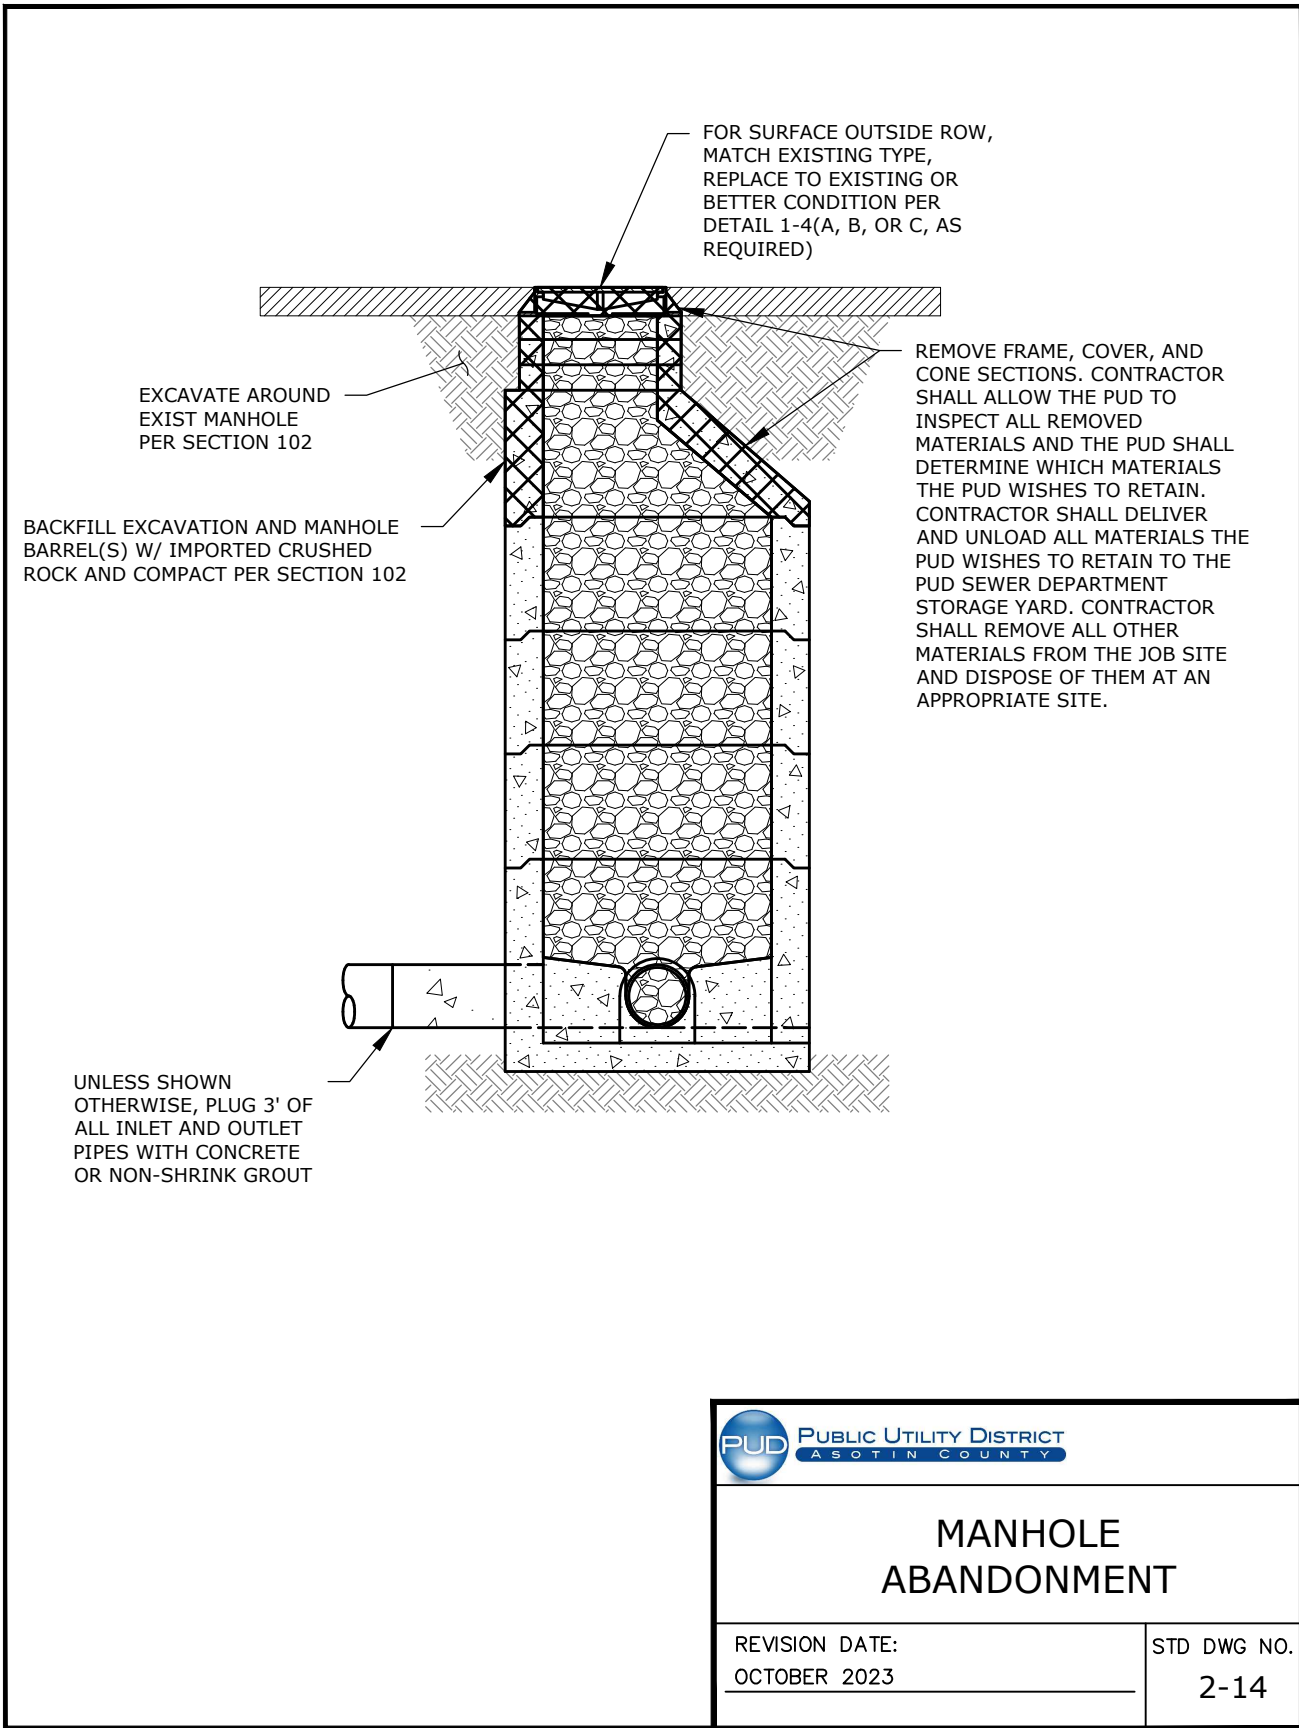 FOR SURFACE OUTSIDE ROW,
MATCH EXISTING TYPE,
REPLACE TO EXISTING OR
BETTER CONDITION PER
DETAIL 1-4(A, B, OR C, AS
REQUIRED)
REMOVE FRAME, COVER, AND
CONE SECTIONS. CONTRACTOR
SHALL ALLOW THE PUD TO
INSPECT ALL REMOVED
MATERIALS AND THE PUD SHALL
DETERMINE WHICH MATERIALS
THE PUD WISHES TO RETAIN.
CONTRACTOR SHALL DELIVER
AND UNLOAD ALL MATERIALS THE
PUD WISHES TO RETAIN TO THE
PUD SEWER DEPARTMENT
STORAGE YARD. CONTRACTOR
SHALL REMOVE ALL OTHER
MATERIALS FROM THE JOB SITE
AND DISPOSE OF THEM AT AN
APPROPRIATE SITE.
EXCAVATE AROUND
EXIST MANHOLE
PER SECTION 102
BACKFILL EXCAVATION AND MANHOLE
BARREL(S) W/ IMPORTED CRUSHED
ROCK AND COMPACT PER SECTION 102
UNLESS SHOWN
OTHERWISE, PLUG 3' OF
ALL INLET AND OUTLET
PIPES WITH CONCRETE
OR NON-SHRINK GROUT
PUD
PUBLIC UTILITY DISTRICT
ASOTIN COUNTY
MANHOLE
ABANDONMENT
REVISION DATE:
OCTOBER 2023
STD DWG NO.
2-14